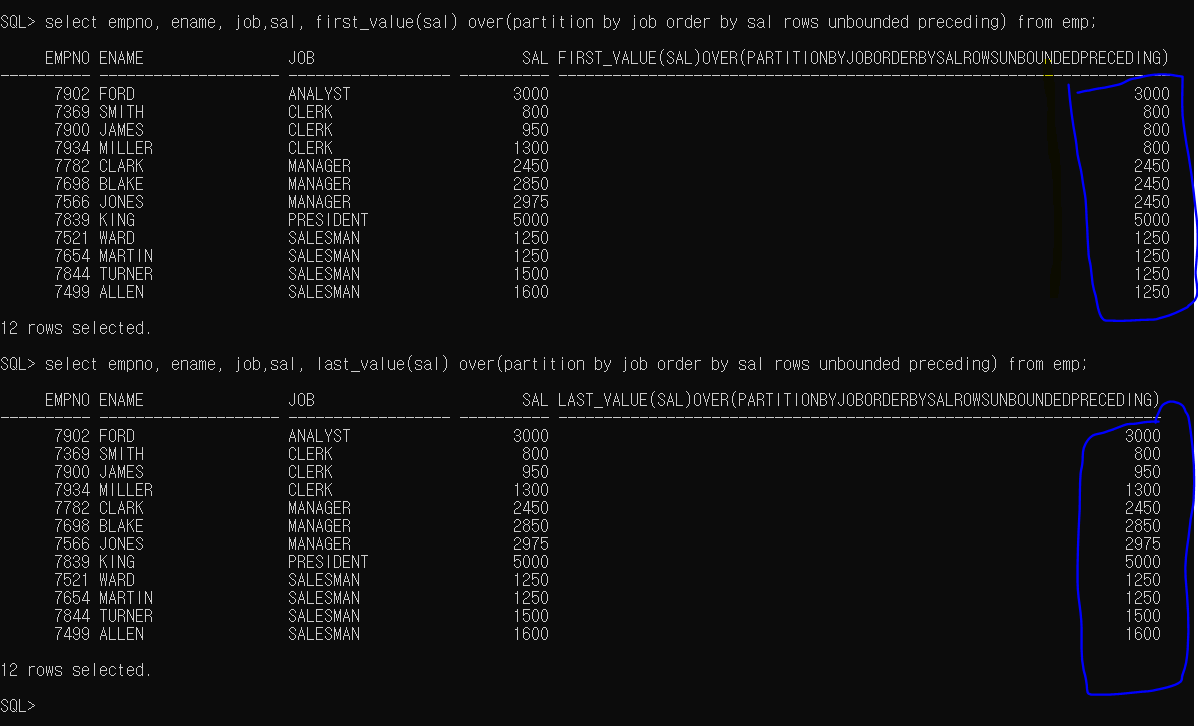 SQL> select empno, ename, job,sal, first_value(sal) over(partition by job order by sal rows unbounded preceding) from emp;
EMPNO ENAME JOB SAL FIRST_VALUE(SAL)OVER(PARTITIONBYJOBORDERBYSALROWSUNBOUNDEDPRECEDING)
7902 FORD ANALYST 3000 3000
7369 SMITH CLERK 800 800
7900 JAMES CLERK 950 800
7934 MILLER CLERK 1300 800
7782 CLARK MANAGER 2450 2450
7698 BLAKE MANAGER 2850 2450
7566 JONES MANAGER 2975 2450
7839 KING PRESIDENT 5000 5000
7521 WARD SALESMAN 1250 1250
7654 MARTIN SALESMAN 1250 1250
7844 TURNER SALESMAN 1500 1250
7499 ALLEN SALESMAN 1600 1250
12 rows selected.
SQL> select empno, ename, job,sal, last_value(sal) over(partition by job order by sal rows unbounded preceding) from emp;
EMPNO ENAME JOB SAL LAST_VALUE(SAL)OVER(PARTITIONBYJOBORDERBYSALROWSUNBOUNDEDPRECEDING)
7902 FORD ANALYST 3000 3000
7369 SMITH CLERK 800 800
7900 JAMES CLERK 950 950
7934 MILLER CLERK 1300 1300
7782 CLARK MANAGER 2450 2450
7698 BLAKE MANAGER 2850 2850
7566 JONES MANAGER 2975 2975
7839 KING PRESIDENT 5000 5000
7521 WARD SALESMAN 1250 1250
7654 MARTIN SALESMAN 1250 1250
7844 TURNER SALESMAN 1500 1500
7499 ALLEN SALESMAN 1600 1600
12 rows selected.
SQL>